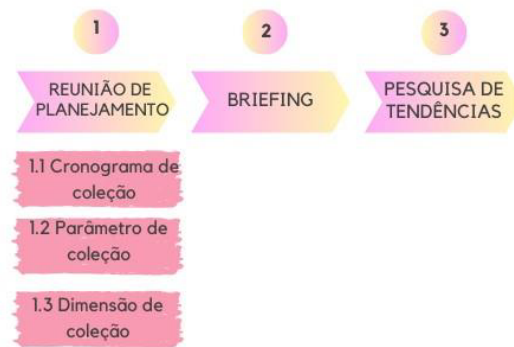 1
2
3
REUNIÃO DE
PLANEJAMENTO
BRIEFING
PESQUISA DE
TENDÊNCIAS
1.1 Cronograma de
coleção
1.2 Parâmetro de
coleção
1.3 Dimensão de
coleção